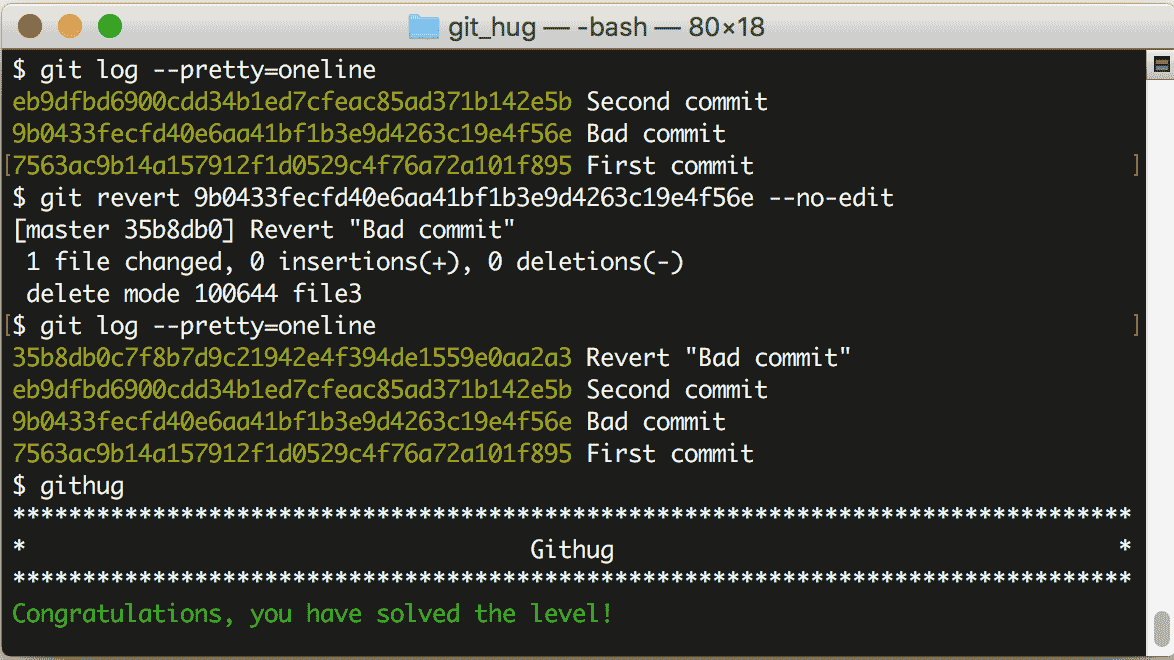 git_hug — -bash — 80×18
$ git log --pretty=oneline
eb9dfbd6900cdd34b1ed7cfeac85ad371b142e5b Second commit
9b0433fecfd40e6aa41bf1b3e9d4263c19e4f56e Bad commit
[7563ac9b14a157912f1d0529c4f76a72a101f895 First commit ]
$ git revert 9b0433fecfd40e6aa41bf1b3e9d4263c19e4f56e --no-edit
[master 35b8db0] Revert "Bad commit"
 1 file changed, 0 insertions(+), 0 deletions(-)
 delete mode 100644 file3
[$ git log --pretty=oneline ]
35b8db0c7f8b7d9c21942e4f394de1559e0aa2a3 Revert "Bad commit"
eb9dfbd6900cdd34b1ed7cfeac85ad371b142e5b Second commit
9b0433fecfd40e6aa41bf1b3e9d4263c19e4f56e Bad commit
7563ac9b14a157912f1d0529c4f76a72a101f895 First commit
$ githug
********************************************************************************
* Githug *
********************************************************************************
Congratulations, you have solved the level!